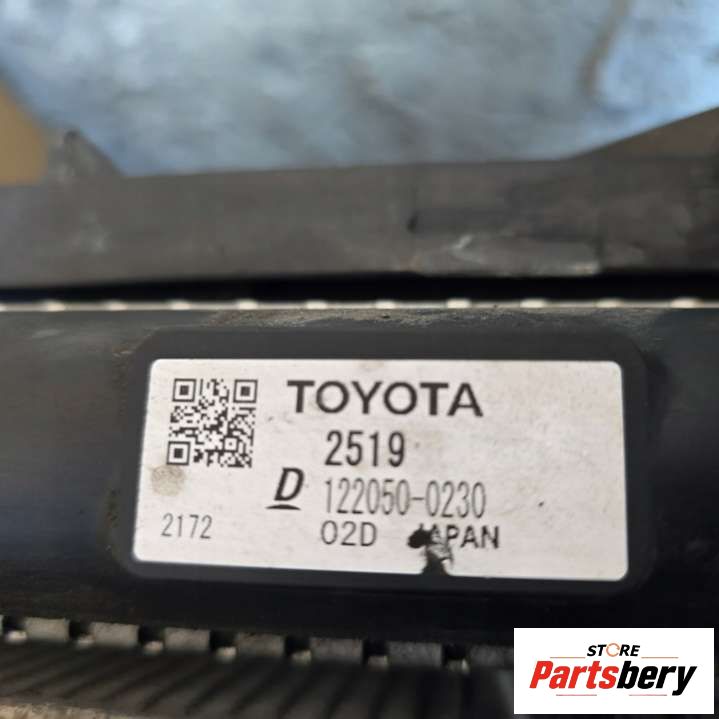 TOYOTA
2519
D 122050-0230
2172
02D JAPAN
STORE
Partsbery